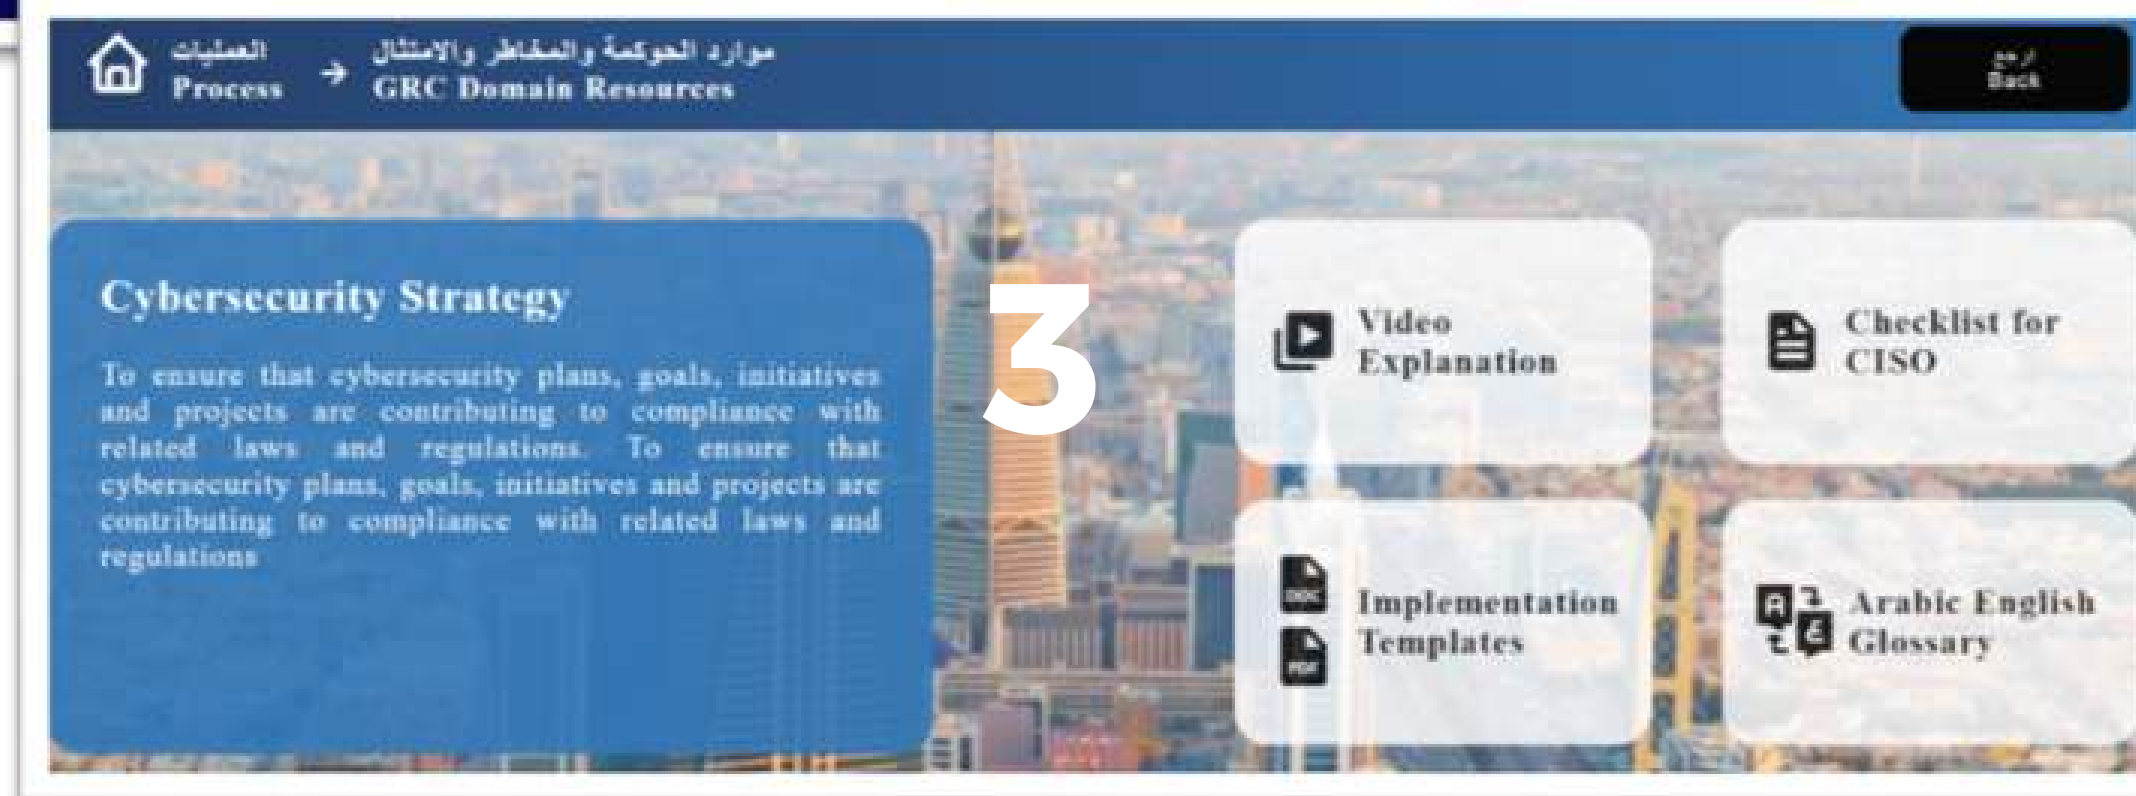 العمليات
Process
→
موارد الحوكمة والمخاطر والامتثال
GRC Domain Resources
ارجع
Back
Cybersecurity Strategy
To ensure that cybersecurity plans, goals, initiatives
and projects are contributing to compliance with
related laws and regulations. To ensure that
cybersecurity plans, goals, initiatives and projects are
contributing to compliance with related laws and
regulations
3
Video
Explanation
Checklist for
CISO
DOC
PDF
Implementation
Templates
Arabic English
Glossary